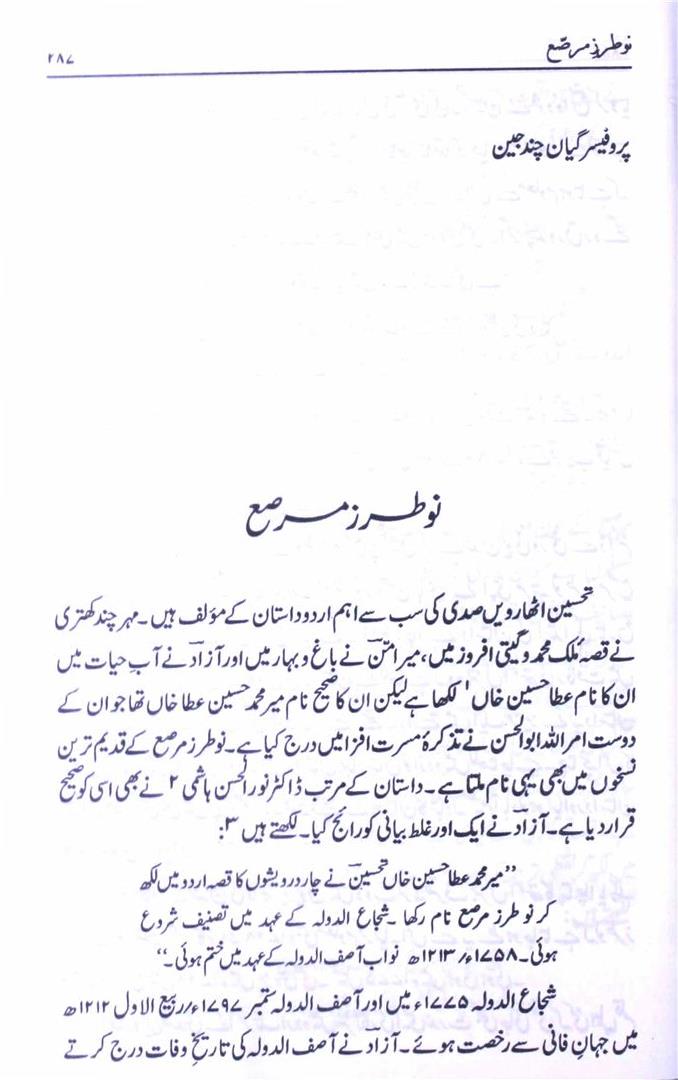 نو طرزِ مرصّع
۲۸۷
پروفیسر گیان چند جین
نو طرز مرصع
تحسین اٹھارویں صدی کی سب سے اہم اردو داستان کے مؤلف ہیں۔ مہر چند کھتری
نے قصہ ملک محمد و گیتی افروز میں، میر امنؔ نے باغ و بہار میں اور آزادؔ نے آبِ حیات میں
ان کا نام عطا حسین خاں' لکھا ہے لیکن ان کا صحیح نام میر محمد حسین عطا خاں تھا جو ان کے
دوست امر اللہ ابوالحسن نے تذکرۂ مسرت افزا میں درج کیا ہے۔ نو طرز مرصع کے قدیم ترین
نسخوں میں بھی یہی نام ملتا ہے۔ داستان کے مرتب ڈاکٹر نور الحسن ہاشمی ۲ نے بھی اسی کو صحیح
قرار دیا ہے۔ آزادؔ نے ایک اور غلط بیانی کو رائج کیا۔ لکھتے ہیں ۳:
”میر محمد عطا حسین خاں تحسینؔ نے چار درویشوں کا قصہ اردو میں لکھ
کر نو طرز مرصع نام رکھا۔ شجاع الدولہ کے عہد میں تصنیف شروع
ہوئی۔ ۱۷۵۸ء/۱۲۱۳ھ نواب آصف الدولہ کے عہد میں ختم ہوئی۔“
شجاع الدولہ ۱۷۷۵ء میں اور آصف الدولہ ستمبر ۱۷۹۷ء/ربیع الاول ۱۲۱۲ھ
میں جہانِ فانی سے رخصت ہوئے۔ آزادؔ نے آصف الدولہ کی تاریخِ وفات درج کرتے